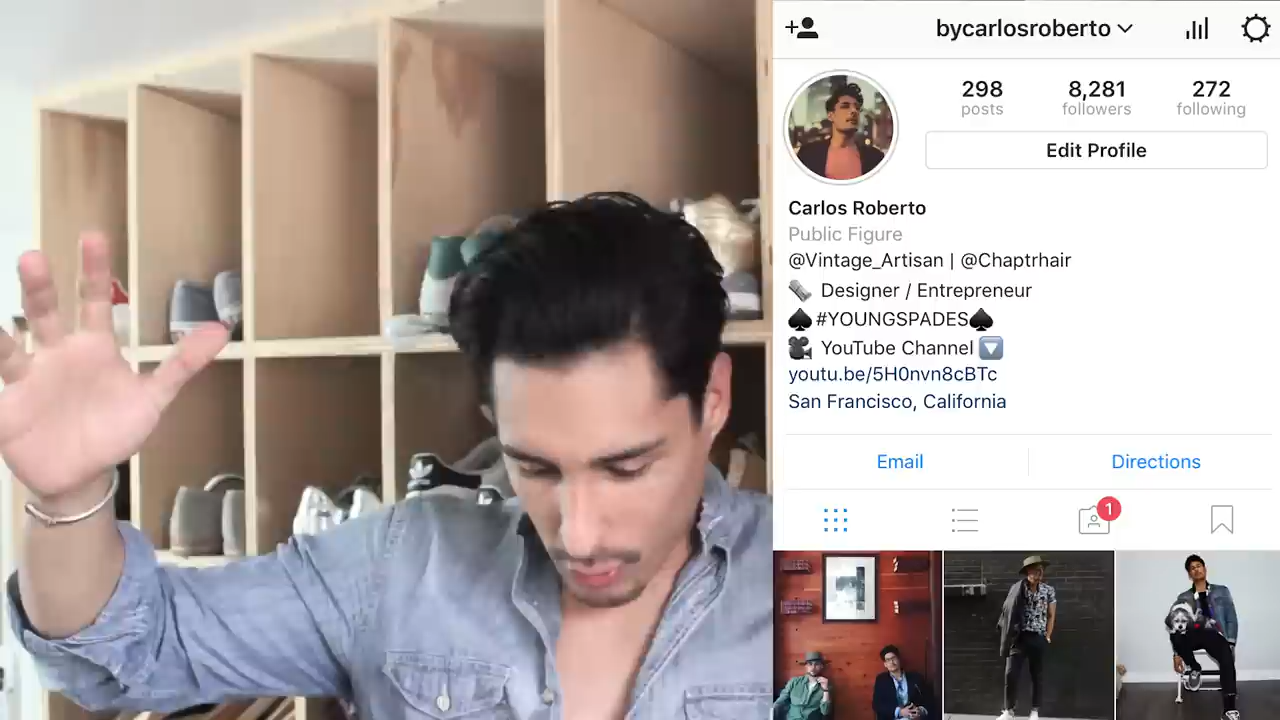 bycarlosroberto
298 8,281 272
posts followers following
Edit Profile
Carlos Roberto
Public Figure
@Vintage_Artisan | @Chaptrhair
Designer / Entrepreneur
♠#YOUNGSPADES♠
YouTube Channel
youtu.be/5H0nvn8cBTc
San Francisco, California
Email Directions
1